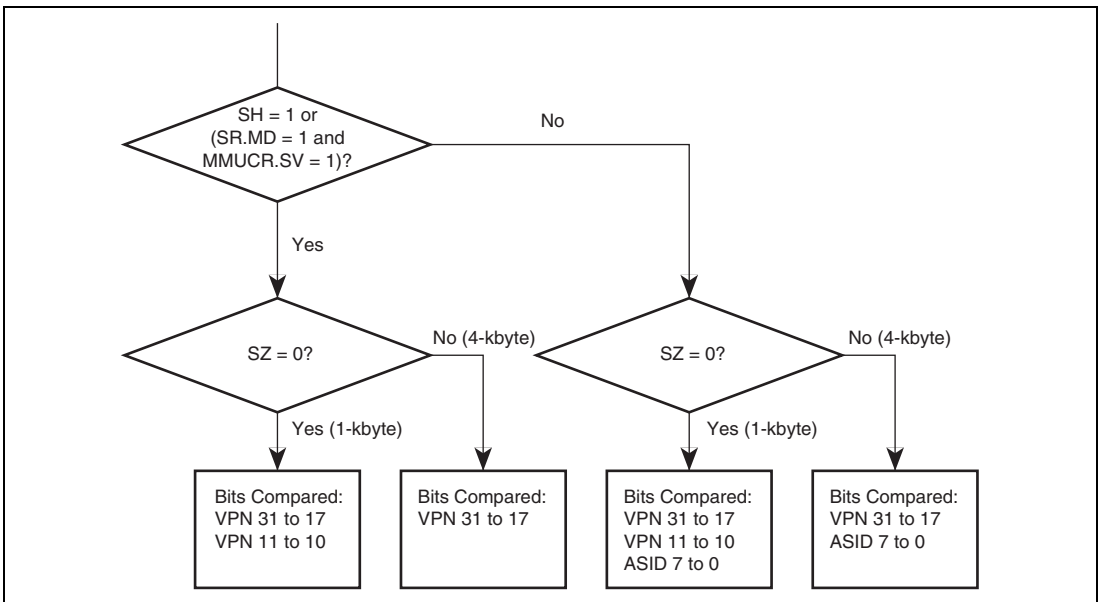 SH = 1 or
(SR.MD = 1 and
MMUCR.SV = 1)?
No
Yes
SZ = 0?
No (4-kbyte)
SZ = 0?
No (4-kbyte)
Yes (1-kbyte)
Yes (1-kbyte)
Bits Compared:
VPN 31 to 17
VPN 11 to 10
Bits Compared:
VPN 31 to 17
Bits Compared:
VPN 31 to 17
VPN 11 to 10
ASID 7 to 0
Bits Compared:
VPN 31 to 17
ASID 7 to 0